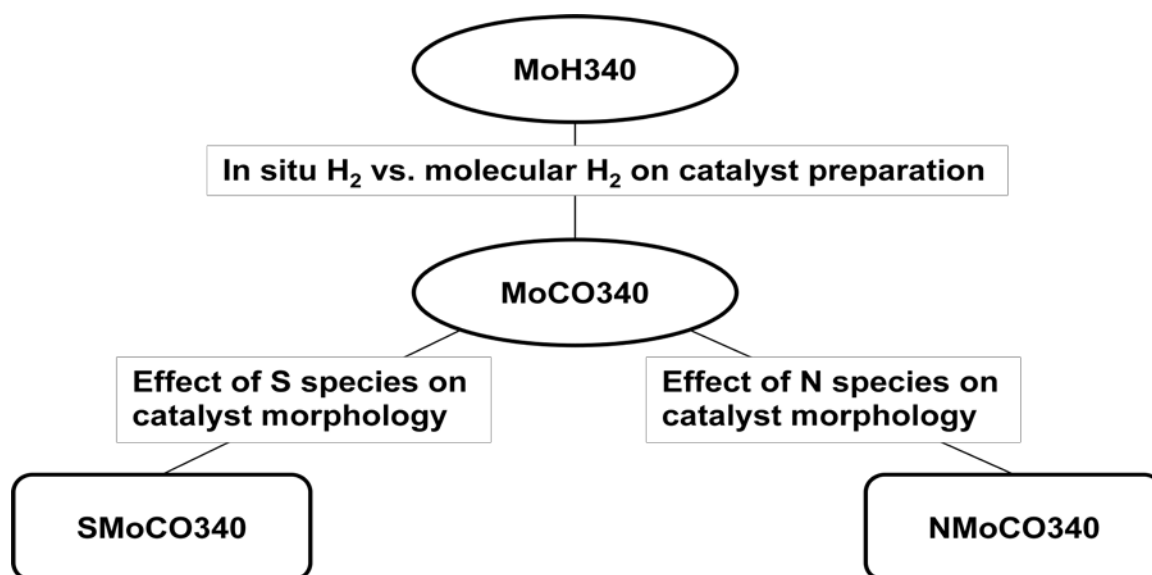 MoH340
In situ H₂ vs. molecular H₂ on catalyst preparation
MoCO340
Effect of S species on
catalyst morphology
Effect of N species on
catalyst morphology
SMoCO340
NMoCO340